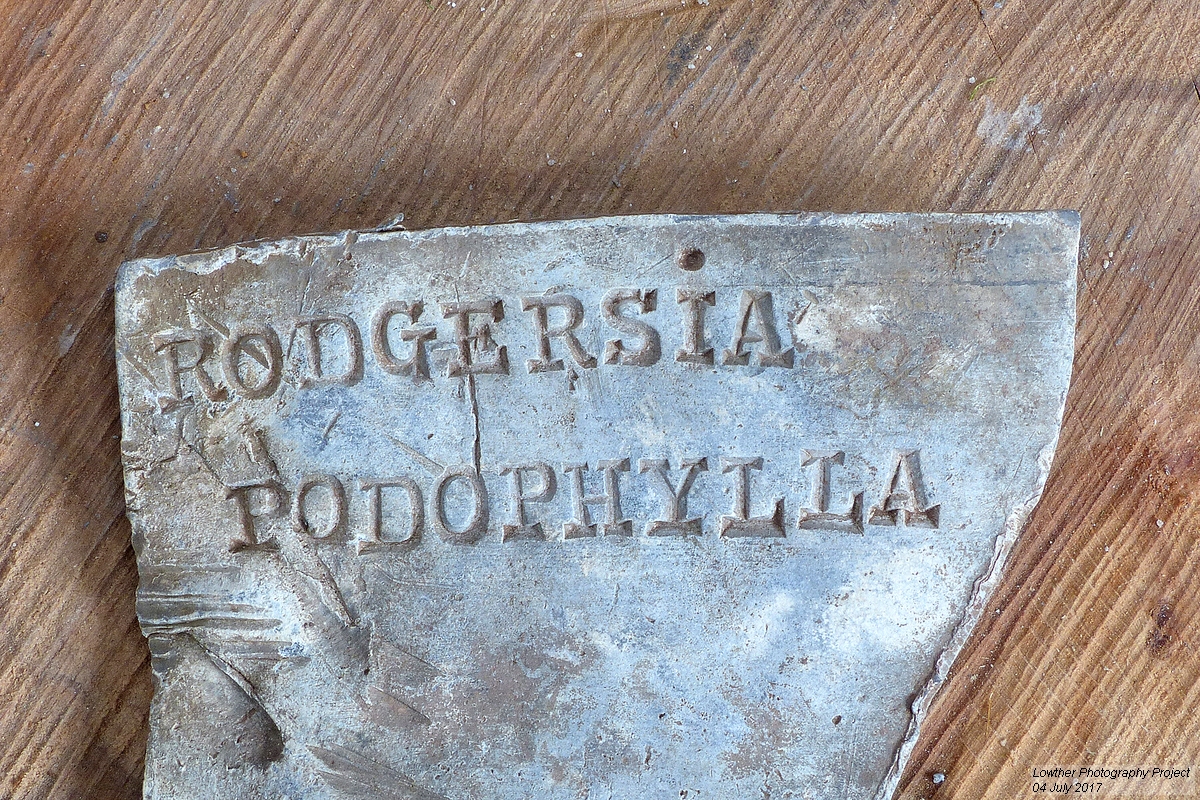 RODGERSIA
PODOPHYLLA
Lowther Photography Project
04 July 2017